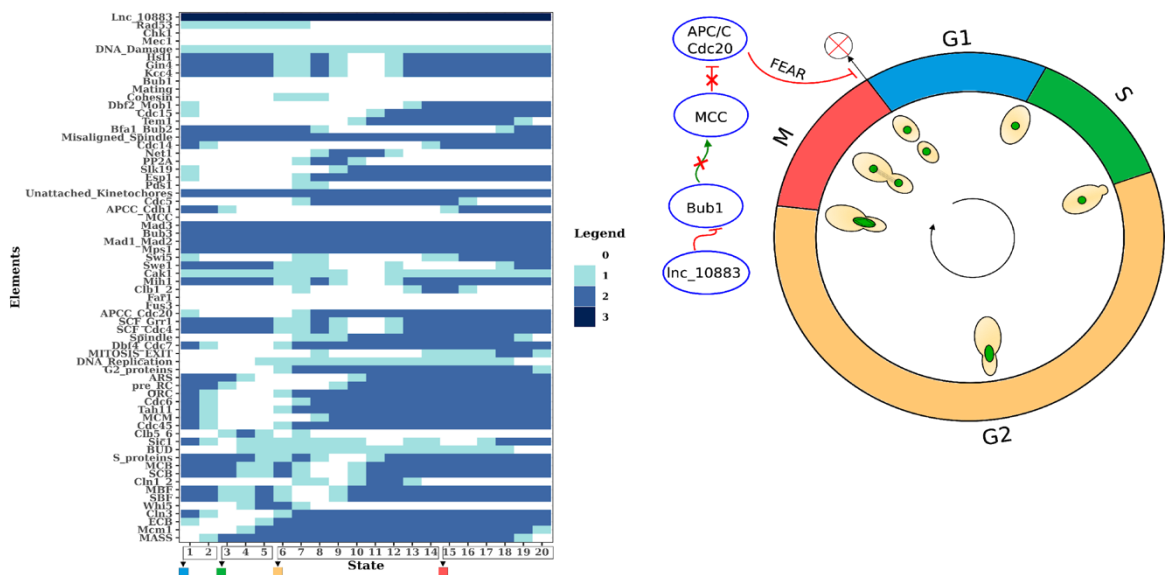 Lnc_10883
Rad53
Chk1
Mec1
DNA_Damage
Hsl1
Gin4
Kcc4
Bub1
Mating
Cohesin
Dbf2_Mob1
Cdc15
Tem1
Bfa1_Bub2
Misaligned_Spindle
Cdc14
Net1
PP2A
Slk19
Esp1
Pds1
Unattached_Kinetochores
Cdc5
APCC_Cdh1
MCC
Mad3
Bub3
Mad1_Mad2
Mps1
Swi5
Swe1
Cak1
Mih1
Clb1_2
Far1
Fus3
APCC_Cdc20
SCF_Grr1
SCF_Cdc4
Spindle
Dbf4_Cdc7
MITOSIS_EXIT
DNA_Replication
G2_proteins
ARS
pre_RC
ORC
Cdc6
Tah11
MCM
Cdc45
Clb5_6
Sic1
BUD
S_proteins
MCB
SCB
Cln1_2
MBF
SBF
Whi5
Cln3
ECB
Mcm1
MASS
Elements
1 2 3 4 5 6 7 8 9 10 11 12 13 14 15 16 17 18 19 20
State
Legend
0
1
2
3
APC/C
Cdc20
FEAR
MCC
Bub1
lnc_10883
G1
S
G2
M